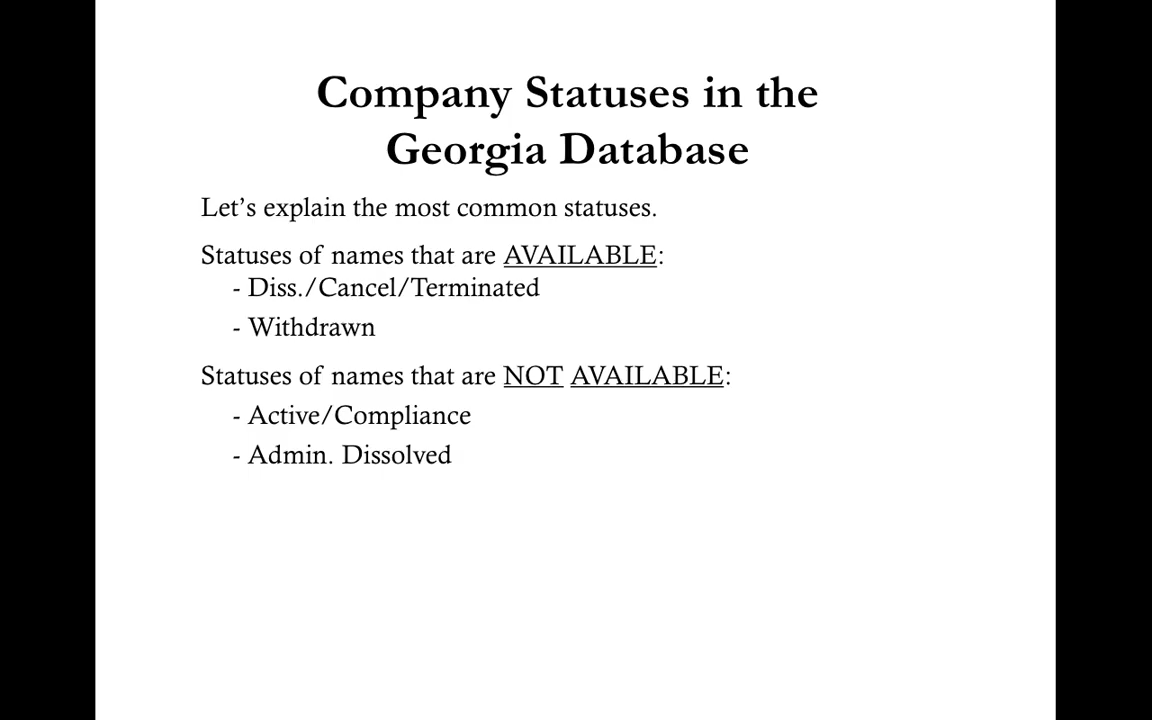 Company Statuses in the
Georgia Database
Let’s explain the most common statuses.
Statuses of names that are AVAILABLE:
- Diss./Cancel/Terminated
- Withdrawn
Statuses of names that are NOT AVAILABLE:
- Active/Compliance
- Admin. Dissolved